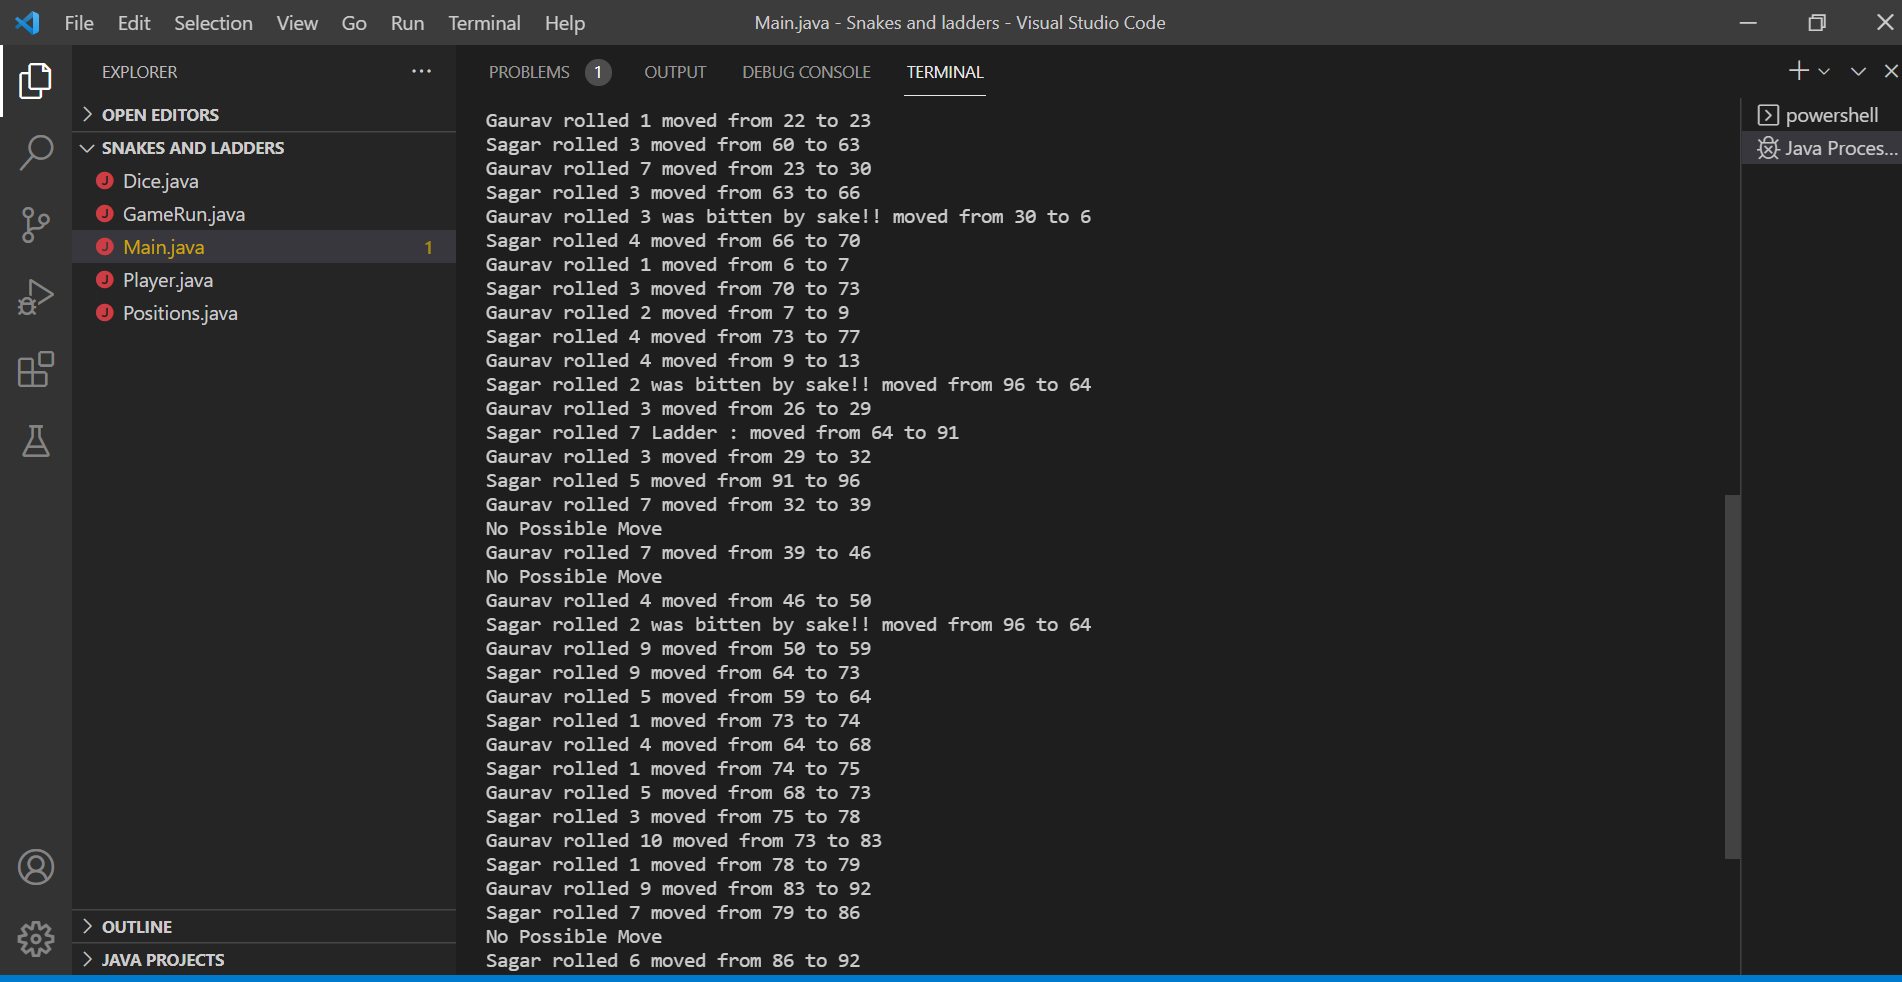 File Edit Selection View Go Run Terminal Help
Main.java - Snakes and ladders - Visual Studio Code
EXPLORER
OPEN EDITORS
SNAKES AND LADDERS
Dice.java
GameRun.java
Main.java 1
Player.java
Positions.java
OUTLINE
JAVA PROJECTS
PROBLEMS 1 OUTPUT DEBUG CONSOLE TERMINAL
Gaurav rolled 1 moved from 22 to 23
Sagar rolled 3 moved from 60 to 63
Gaurav rolled 7 moved from 23 to 30
Sagar rolled 3 moved from 63 to 66
Gaurav rolled 3 was bitten by sake!! moved from 30 to 6
Sagar rolled 4 moved from 66 to 70
Gaurav rolled 1 moved from 6 to 7
Sagar rolled 3 moved from 70 to 73
Gaurav rolled 2 moved from 7 to 9
Sagar rolled 4 moved from 73 to 77
Gaurav rolled 4 moved from 9 to 13
Sagar rolled 2 was bitten by sake!! moved from 96 to 64
Gaurav rolled 3 moved from 26 to 29
Sagar rolled 7 Ladder : moved from 64 to 91
Gaurav rolled 3 moved from 29 to 32
Sagar rolled 5 moved from 91 to 96
Gaurav rolled 7 moved from 32 to 39
No Possible Move
Gaurav rolled 7 moved from 39 to 46
No Possible Move
Gaurav rolled 4 moved from 46 to 50
Sagar rolled 2 was bitten by sake!! moved from 96 to 64
Gaurav rolled 9 moved from 50 to 59
Sagar rolled 9 moved from 64 to 73
Gaurav rolled 5 moved from 59 to 64
Sagar rolled 1 moved from 73 to 74
Gaurav rolled 4 moved from 64 to 68
Sagar rolled 1 moved from 74 to 75
Gaurav rolled 5 moved from 68 to 73
Sagar rolled 3 moved from 75 to 78
Gaurav rolled 10 moved from 73 to 83
Sagar rolled 1 moved from 78 to 79
Gaurav rolled 9 moved from 83 to 92
Sagar rolled 7 moved from 79 to 86
No Possible Move
Sagar rolled 6 moved from 86 to 92
powershell
Java Proces...